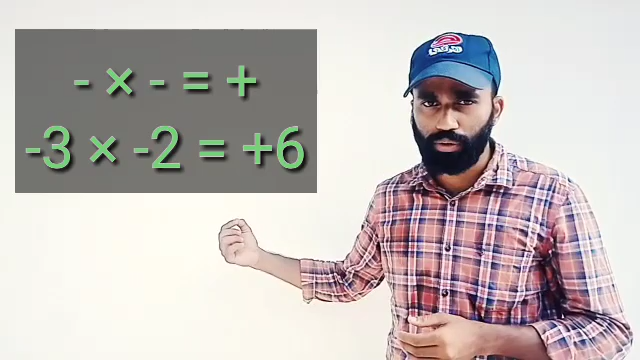 - × - = +
-3 × -2 = +6